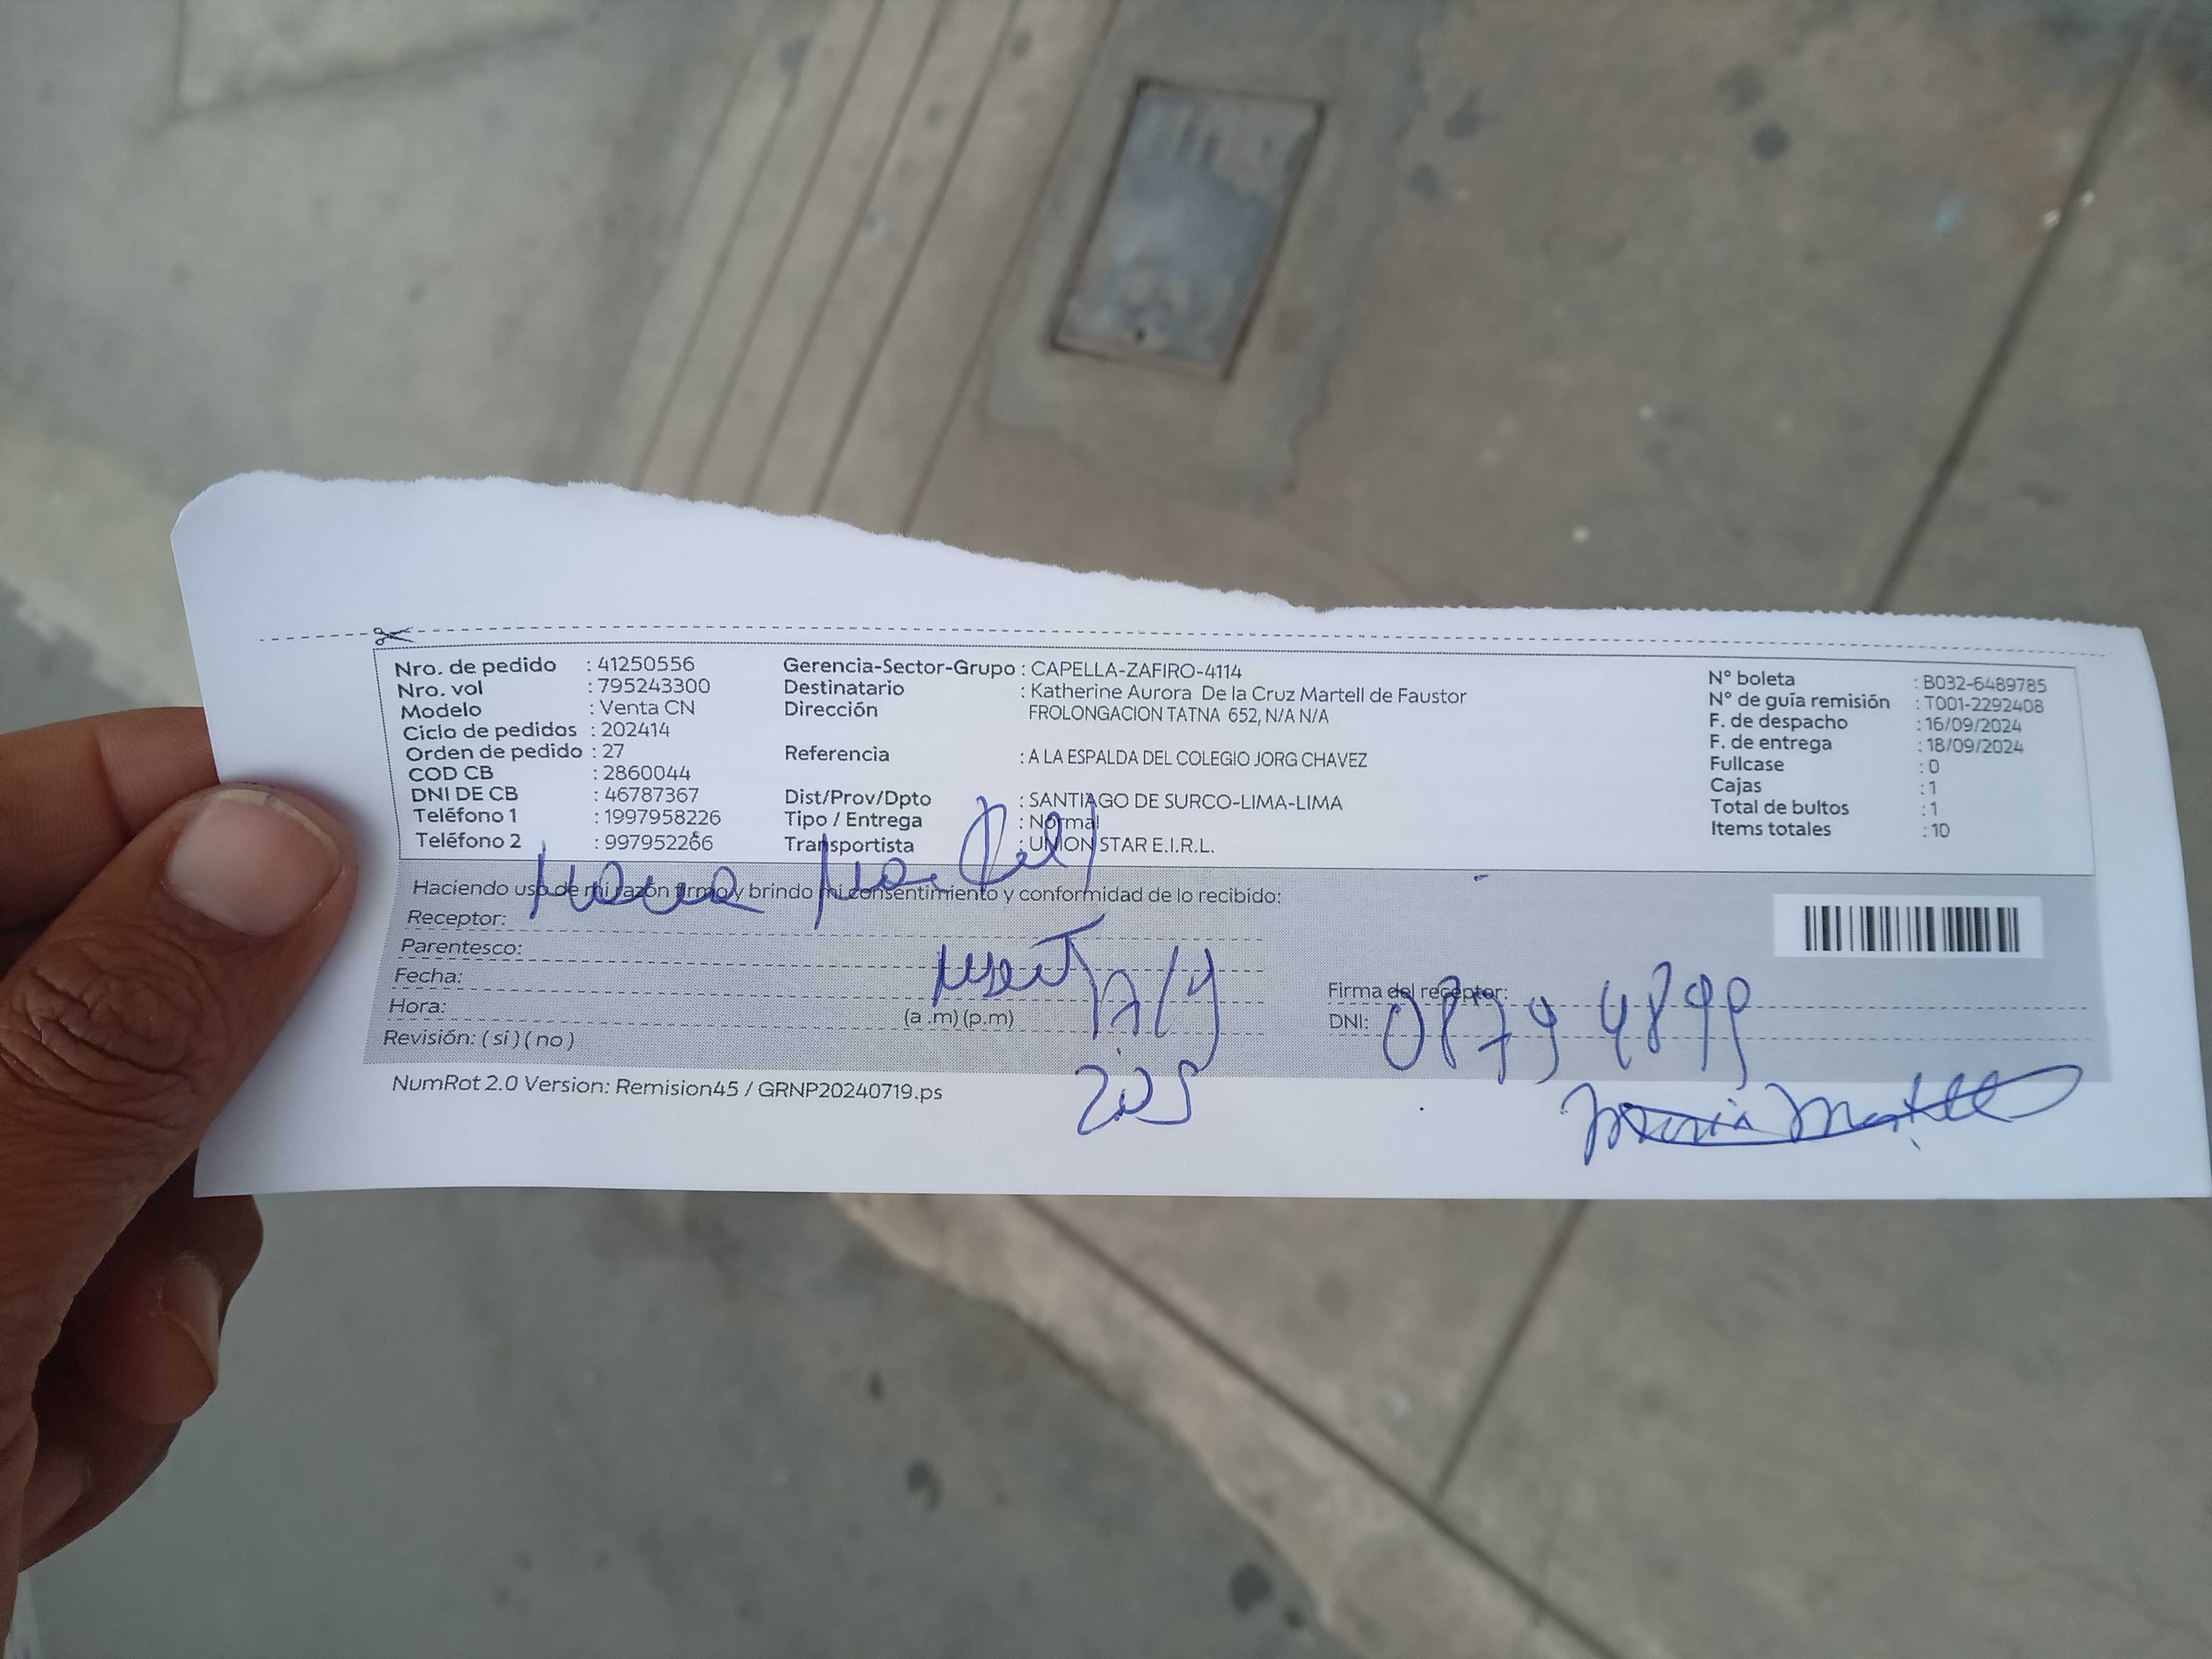 Nro. de pedido : 41250556
Nro. vol : 795243300
Modelo : Venta CN
Ciclo de pedidos : 202414
Orden de pedido : 27
COD CB : 2860044
DNI DE CB : 46787367
Teléfono 1 : 1997958226
Teléfono 2 : 997952266
Gerencia-Sector-Grupo : CAPELLA-ZAFIRO-4114
Destinatario : Katherine Aurora De la Cruz Martell de Faustor
Dirección FROLONGACION TATNA 652, N/A N/A
Referencia : A LA ESPALDA DEL COLEGIO JORG CHAVEZ
Dist/Prov/Dpto : SANTIAGO DE SURCO-LIMA-LIMA
Tipo / Entrega : Normal
Transportista : UNION STAR E.I.R.L.
N° boleta : B032-6489785
N° de guía remisión : T001-2292408
F. de despacho : 16/09/2024
F. de entrega : 18/09/2024
Fullcase : 0
Cajas : 1
Total de bultos : 1
Items totales : 10
Haciendo uso de mi razón firmo y brindo mi consentimiento y conformidad de lo recibido:
Receptor:
Parentesco:
Fecha:
Hora: (a .m) (p.m)
Revisión: ( si ) ( no )
Firma del receptor:
DNI: 0879 4899
Maria Martell
NumRot 2.0 Version: Remision45 / GRNP20240719.ps